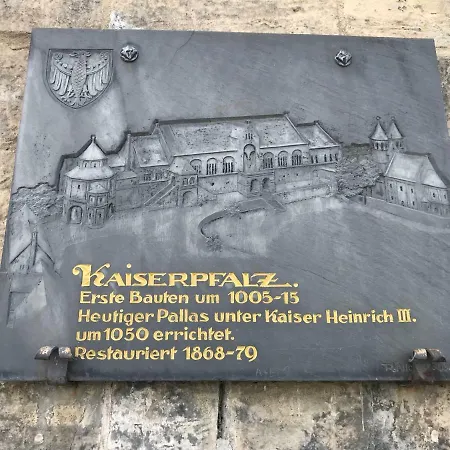 KAISERPFALZ.
Erste Bauten um 1005-15
Heutiger Pallas unter Kaiser Heinrich III.
um 1050 errichtet.
Restauriert 1868-79